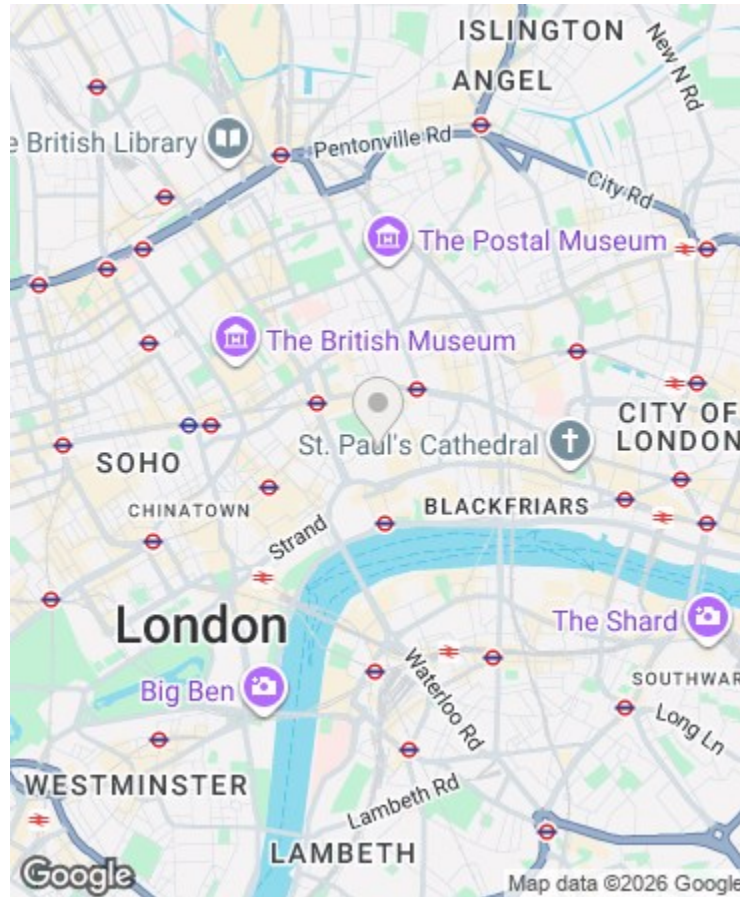 ISLINGTON
New N Rd
ANGEL
e British Library
Pentonville Rd
City Rd
The Postal Museum
The British Museum
CITY OF
LONDON
St. Paul's Cathedral
SOHO
CHINATOWN
BLACKFRIARS
Strand
London
The Shard
Big Ben
Waterloo Rd
SOUTHWAR
Long Ln
WESTMINSTER
Lambeth Rd
LAMBETH
Google
Map data ©2026 Google